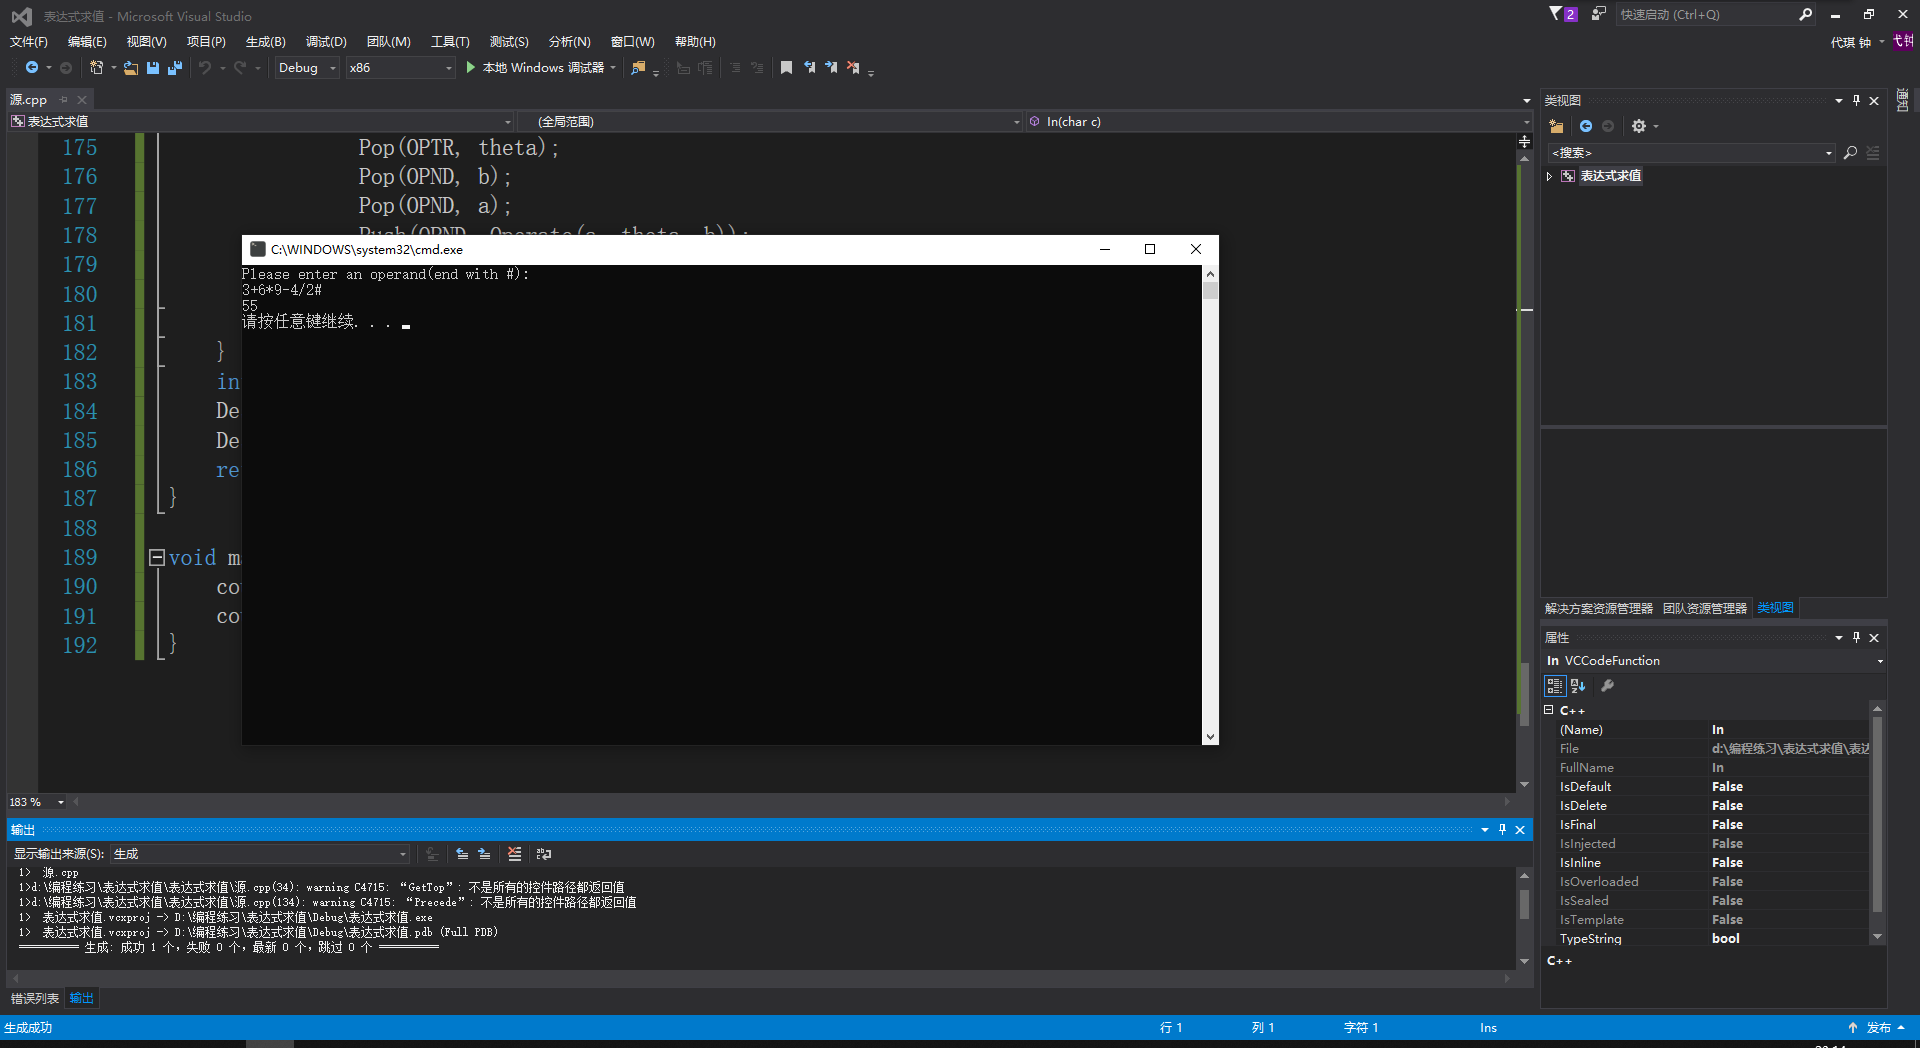 表达式求值 - Microsoft Visual Studio
2
快速启动 (Ctrl+Q)
文件(F) 编辑(E) 视图(V) 项目(P) 生成(B) 调试(D) 团队(M) 工具(T) 测试(S) 分析(N) 窗口(W) 帮助(H)
代琪 钟
弋钟
Debug x86 本地 Windows 调试器
源.cpp
表达式求值 (全局范围) In(char c)
175 Pop(OPTR, theta);
176 Pop(OPND, b);
177 Pop(OPND, a);
178 Push(OPND, Operate(a, theta, b));
179
180
181
182 }
183 in
184 De
185 De
186 re
187 }
188
189 void m
190 co
191 co
192 }
C:\WINDOWS\system32\cmd.exe
Please enter an operand(end with #):
3+6*9-4/2#
55
请按任意键继续. . .
183 %
输出
显示输出来源(S): 生成
1> 源.cpp
1>d:\编程练习\表达式求值\表达式求值\源.cpp(34): warning C4715: “GetTop”: 不是所有的控件路径都返回值
1>d:\编程练习\表达式求值\表达式求值\源.cpp(134): warning C4715: “Precede”: 不是所有的控件路径都返回值
1> 表达式求值.vcxproj -> D:\编程练习\表达式求值\Debug\表达式求值.exe
1> 表达式求值.vcxproj -> D:\编程练习\表达式求值\Debug\表达式求值.pdb (Full PDB)
========== 生成: 成功 1 个，失败 0 个，最新 0 个，跳过 0 个 ==========
错误列表 输出
类视图
通知
<搜索>
表达式求值
解决方案资源管理器 团队资源管理器 类视图
属性
In VCCodeFunction
C++
(Name) In
File d:\编程练习\表达式求值\表达
FullName In
IsDefault False
IsDelete False
IsFinal False
IsInjected False
IsInline False
IsOverloaded False
IsSealed False
IsTemplate False
TypeString bool
C++
生成成功 行 1 列 1 字符 1 Ins 发布